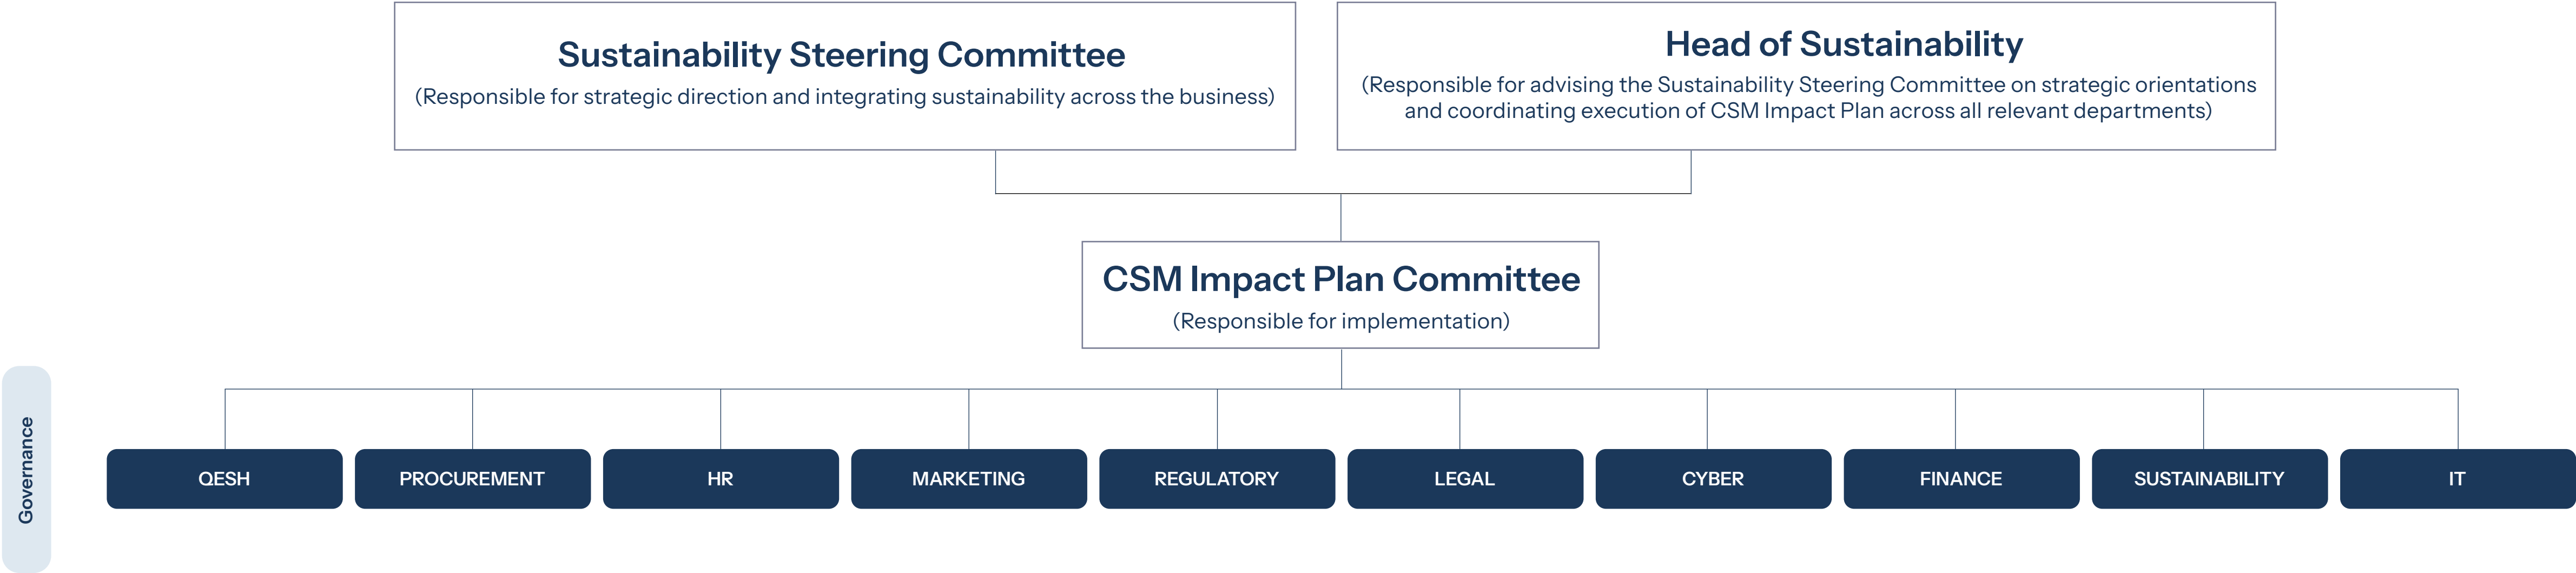 Sustainability Steering Committee
(Responsible for strategic direction and integrating sustainability across the business)
Head of Sustainability
(Responsible for advising the Sustainability Steering Committee on strategic orientations
and coordinating execution of CSM Impact Plan across all relevant departments)
CSM Impact Plan Committee
(Responsible for implementation)
Governance
QESH
PROCUREMENT
HR
MARKETING
REGULATORY
LEGAL
CYBER
FINANCE
SUSTAINABILITY
IT